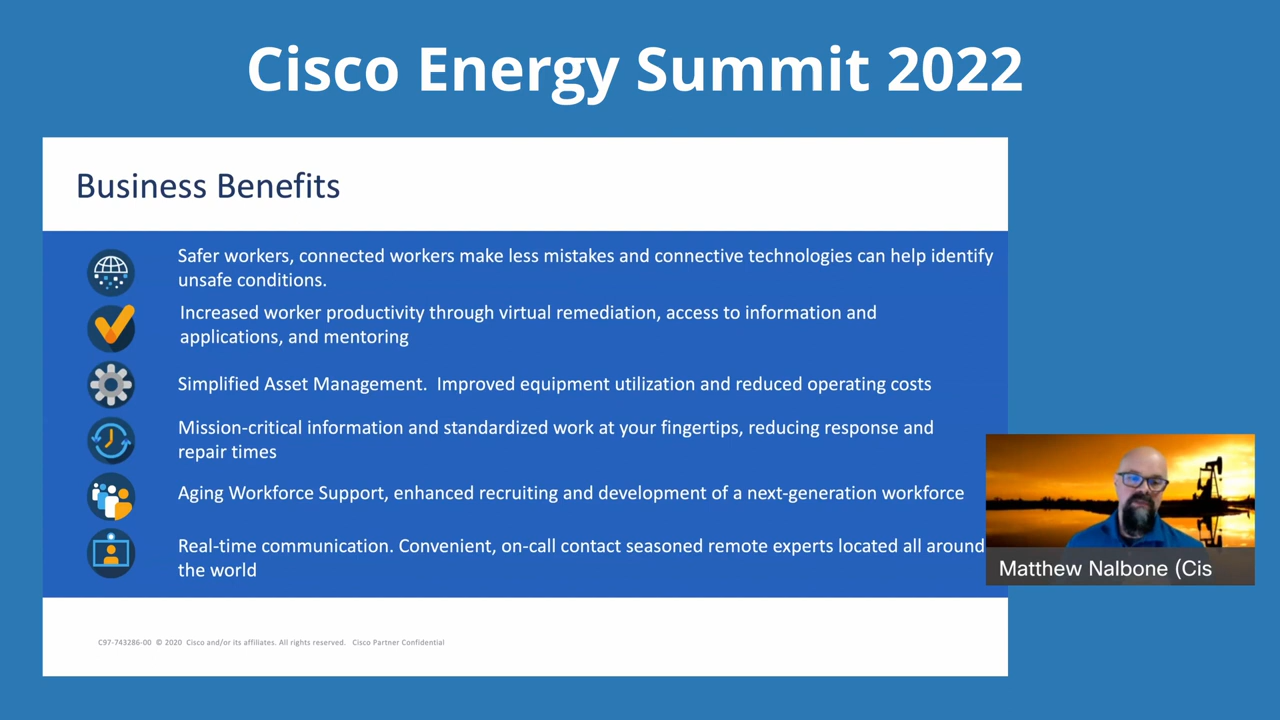 Cisco Energy Summit 2022
Business Benefits
Safer workers, connected workers make less mistakes and connective technologies can help identify
unsafe conditions.
Increased worker productivity through virtual remediation, access to information and
applications, and mentoring
Simplified Asset Management.  Improved equipment utilization and reduced operating costs
Mission-critical information and standardized work at your fingertips, reducing response and
repair times
Aging Workforce Support, enhanced recruiting and development of a next-generation workforce
Real-time communication. Convenient, on-call contact seasoned remote experts located all around
the world
Matthew Nalbone (Cis
C97-743286-00 © 2020 Cisco and/or its affiliates. All rights reserved. Cisco Partner Confidential